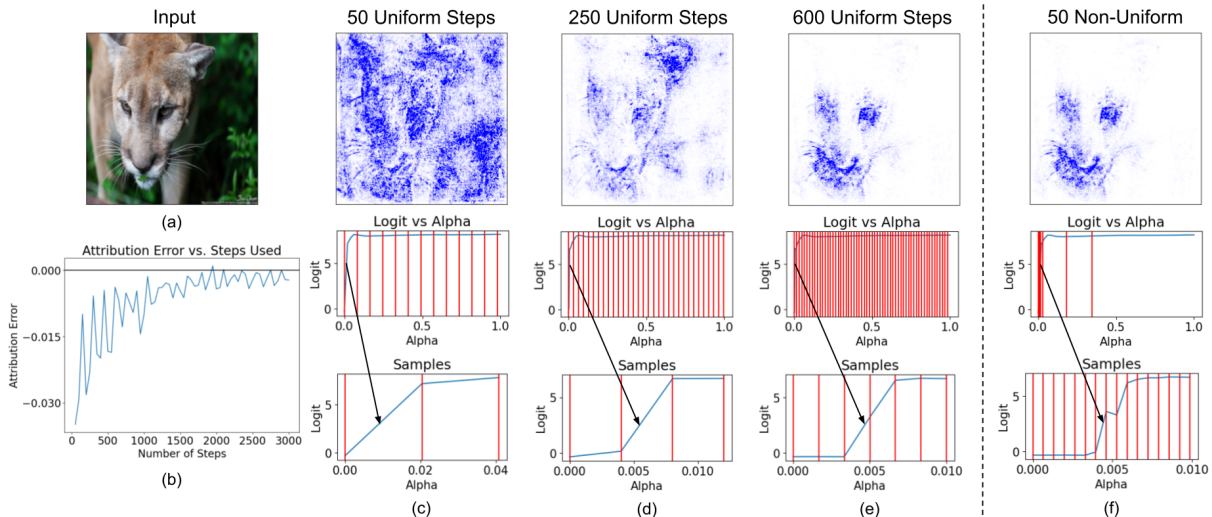 Input
50 Uniform Steps
250 Uniform Steps
600 Uniform Steps
50 Non-Uniform
(a)
Attribution Error vs. Steps Used
0.000
−0.015
−0.030
Attribution Error
0 500 1000 1500 2000 2500 3000
Number of Steps
(b)
Logit vs Alpha
Logit
5
0
0.0 0.5 1.0
Alpha
Samples
Logit
5
0
0.00 0.02 0.04
Alpha
(c)
Logit vs Alpha
Logit
5
0
0.0 0.5 1.0
Alpha
Samples
Logit
5
0
0.000 0.005 0.010
Alpha
(d)
Logit vs Alpha
Logit
5
0
0.0 0.5 1.0
Alpha
Samples
Logit
5
0
0.000 0.005 0.010
Alpha
(e)
Logit vs Alpha
Logit
5
0
0.0 0.5 1.0
Alpha
Samples
Logit
5
0
0.000 0.005 0.010
Alpha
(f)